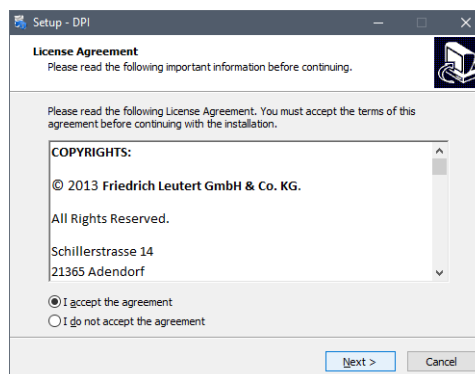 Setup - DPI
License Agreement
Please read the following important information before continuing.
Please read the following License Agreement. You must accept the terms of this
agreement before continuing with the installation.
COPYRIGHTS:
© 2013 Friedrich Leutert GmbH & Co. KG.
All Rights Reserved.
Schillerstrasse 14
21365 Adendorf
I accept the agreement
I do not accept the agreement
Next >
Cancel